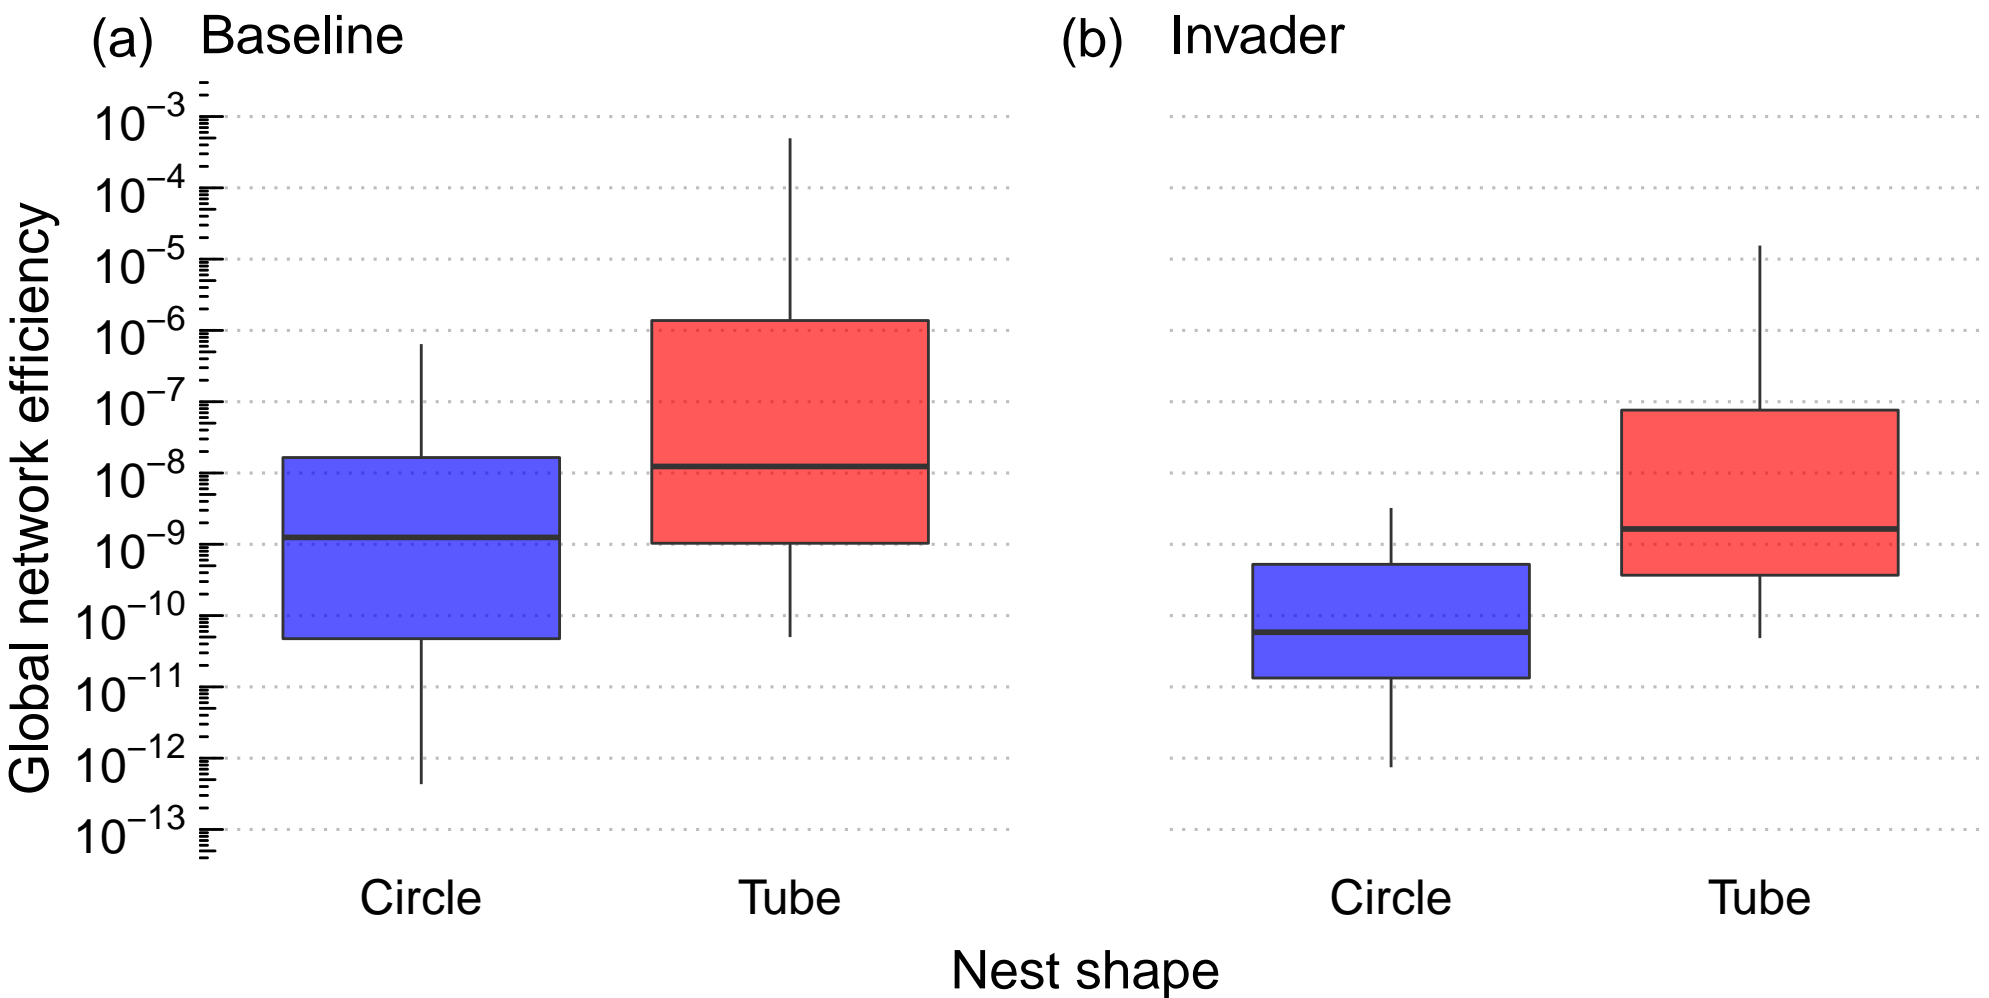 (a) Baseline
(b) Invader
Global network efficiency
10⁻³
10⁻⁴
10⁻⁵
10⁻⁶
10⁻⁷
10⁻⁸
10⁻⁹
10⁻¹⁰
10⁻¹¹
10⁻¹²
10⁻¹³
Circle Tube
Circle Tube
Nest shape